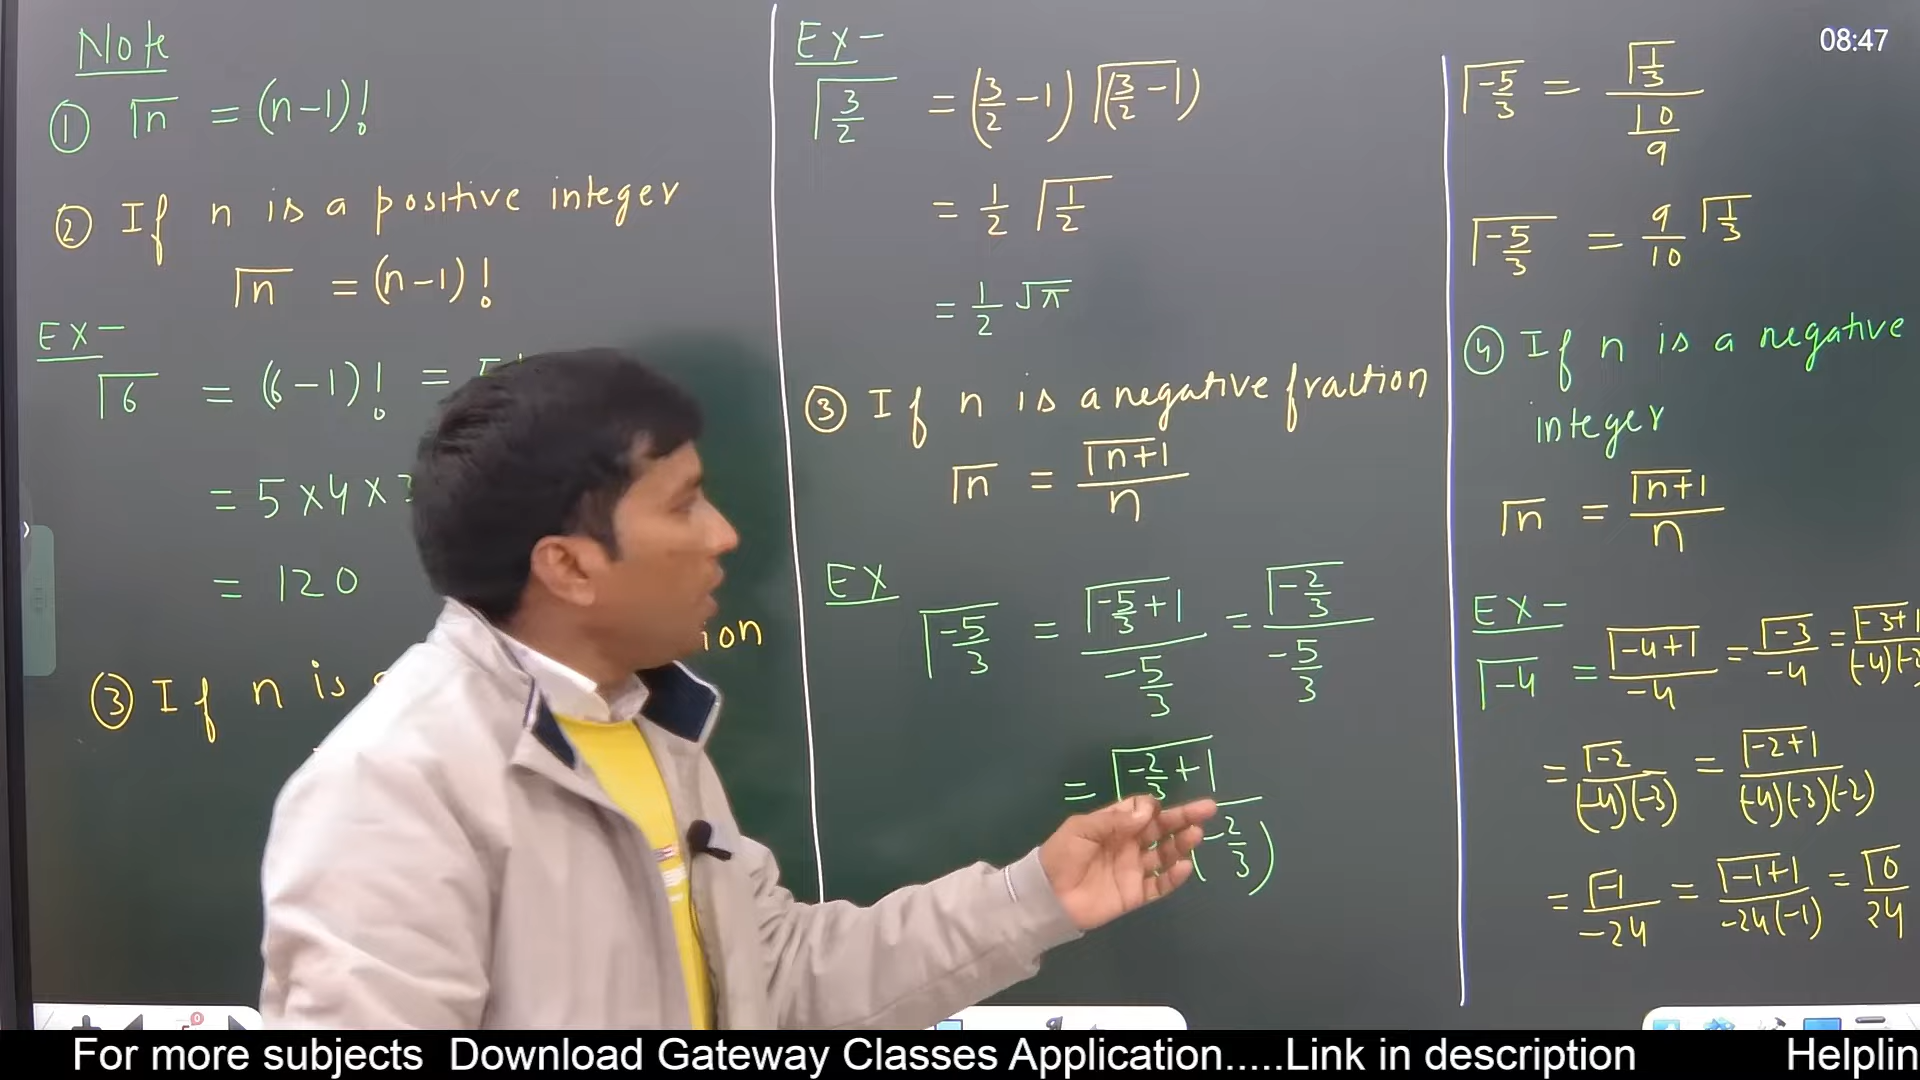 Note
① Γn = (n-1)!
② If n is a positive integer
Γn = (n-1)!
EX-
Γ6 = (6-1)! =
= 5×4×
= 120
③ If n is
EX-
Γ3/2 = (3/2 -1) Γ(3/2 -1)
= 1/2 Γ1/2
= 1/2 √π
③ If n is a negative fraction
Γn = Γn+1/n
EX
Γ-5/3 = Γ-5/3+1 / -5/3 = Γ-2/3 / -5/3
= Γ-2/3+1
(-2/3)
Γ-5/3 = Γ1/3 / 10/9
Γ-5/3 = 9/10 Γ1/3
④ If n is a negative
integer
Γn = Γn+1/n
EX-
Γ-4 = Γ-4+1/-4 = Γ-3/-4 = Γ-3+1
= Γ-2/(-4)(-3) = Γ-2+1/(-4)(-3)(-2)
= Γ-1/-24 = Γ-1+1/-24(-1) = Γ0/24
08:47
For more subjects Download Gateway Classes Application.....Link in description